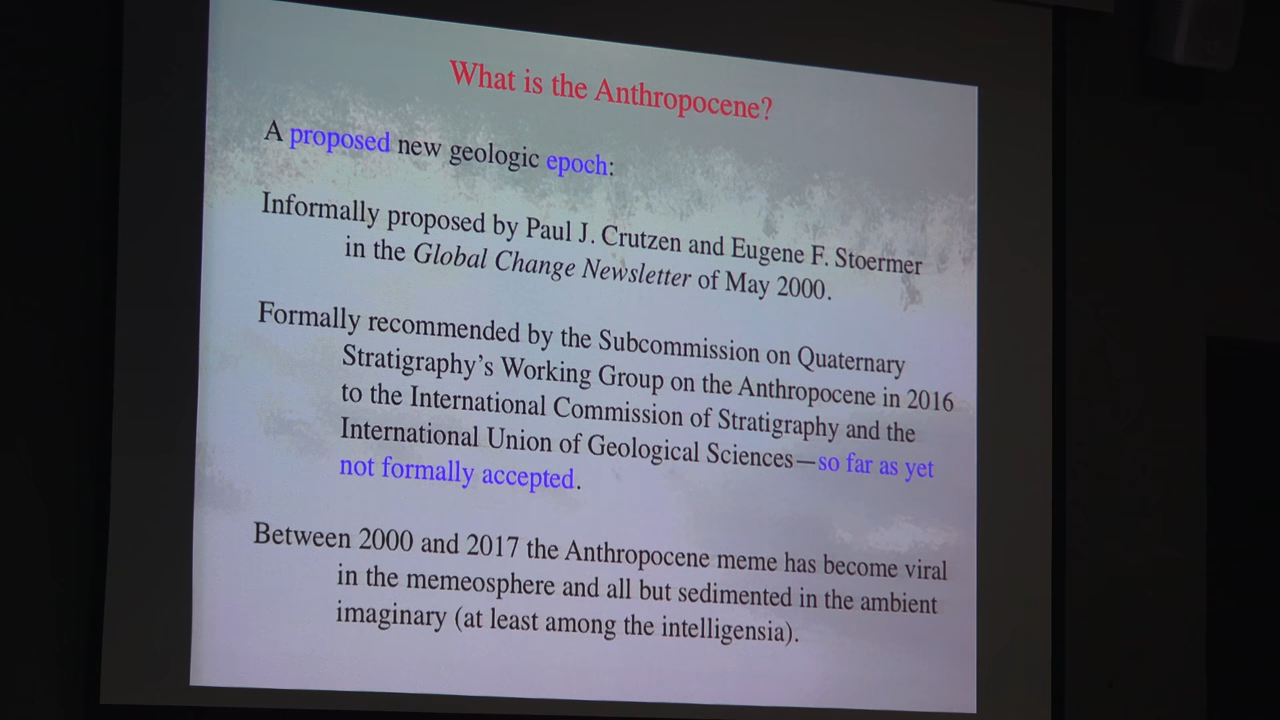 What is the Anthropocene?
A proposed new geologic epoch:
Informally proposed by Paul J. Crutzen and Eugene F. Stoermer
in the Global Change Newsletter of May 2000.
Formally recommended by the Subcommission on Quaternary
Stratigraphy's Working Group on the Anthropocene in 2016
to the International Commission of Stratigraphy and the
International Union of Geological Sciences—so far as yet
not formally accepted.
Between 2000 and 2017 the Anthropocene meme has become viral
in the memeosphere and all but sedimented in the ambient
imaginary (at least among the intelligensia).